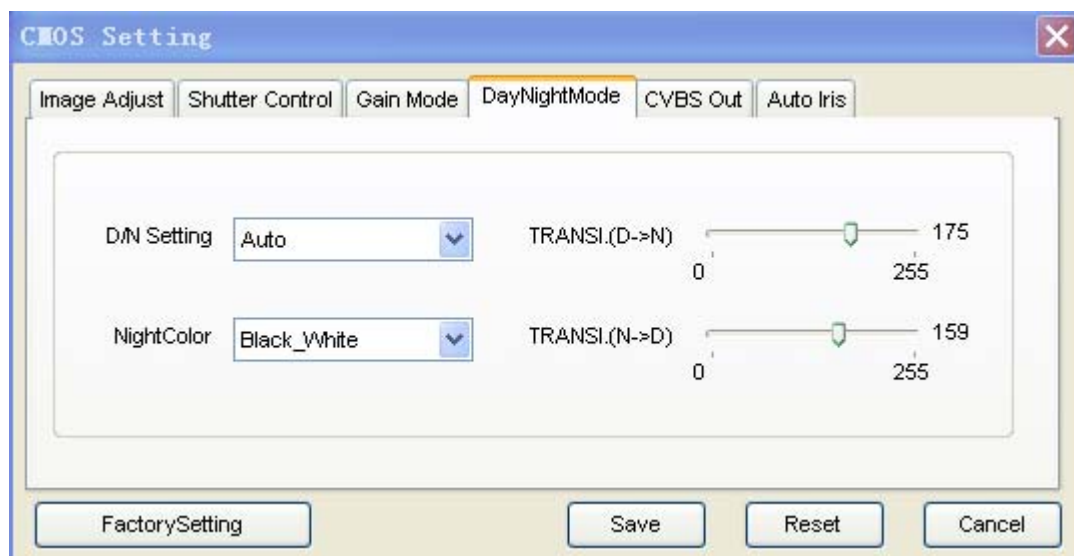 CMOS Setting
Image Adjust Shutter Control Gain Mode DayNightMode CVBS Out Auto Iris
D/N Setting Auto TRANSI.(D->N) 175
0 255
NightColor Black_White TRANSI.(N->D) 159
0 255
FactorySetting Save Reset Cancel